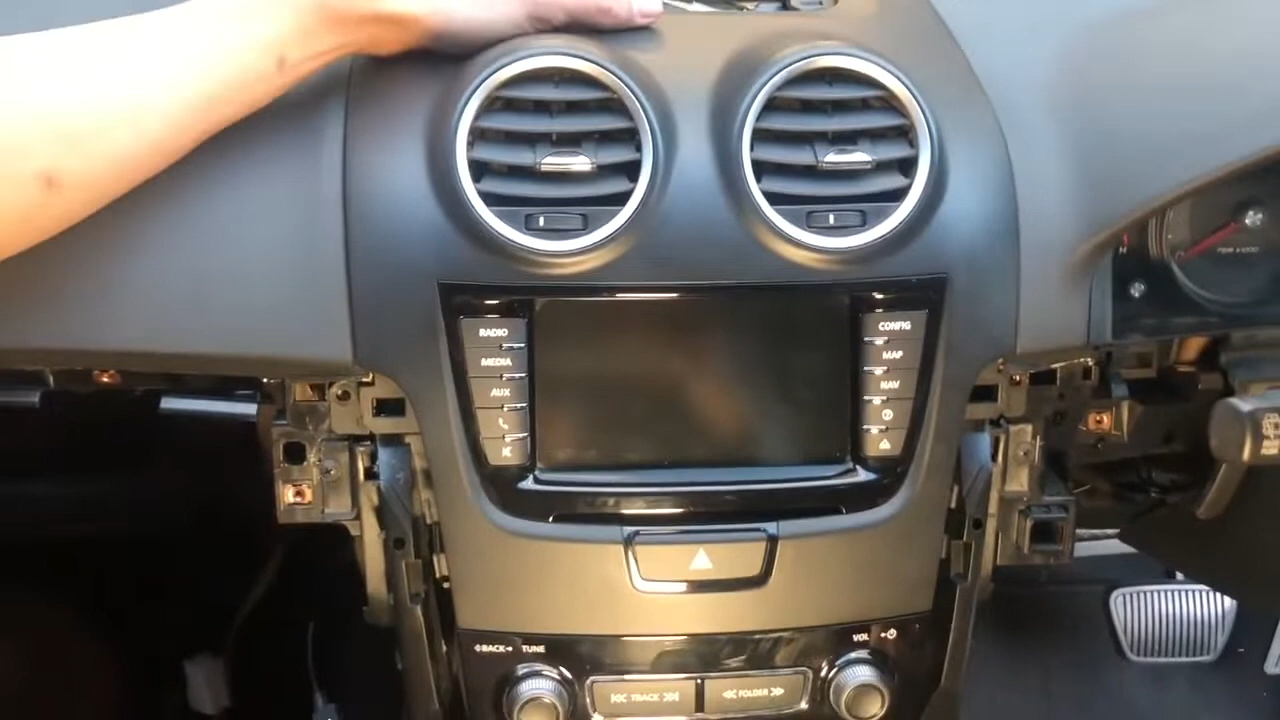 RADIO
MEDIA
AUX
CONFIG
MAP
NAV
?
H
BACK TUNE
VOL
TRACK
FOLDER